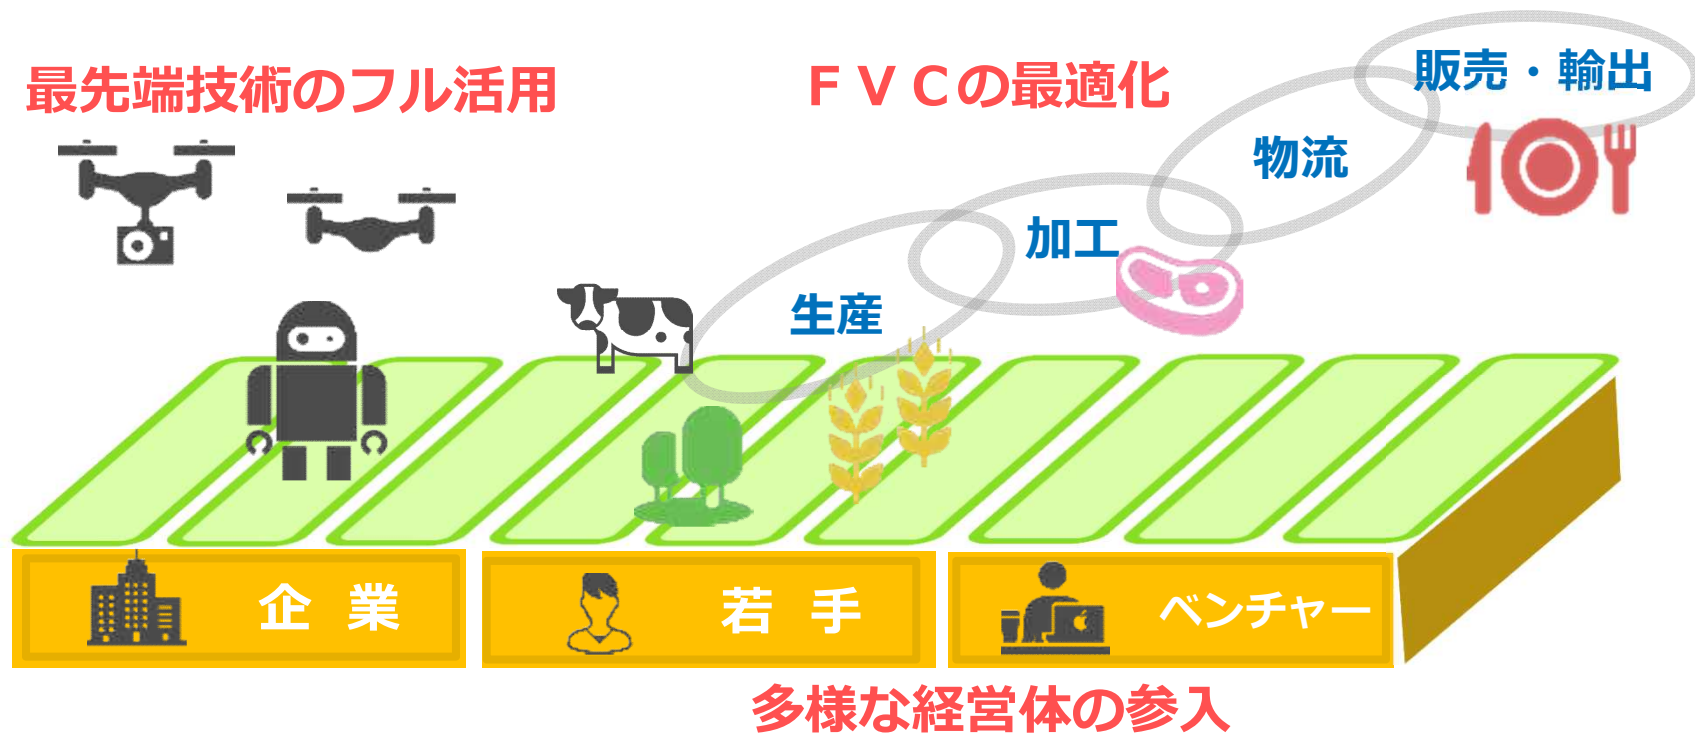 最先端技術のフル活用
ＦＶＣの最適化
販売・輸出
物流
加工
生産
企 業
若 手
ベンチャー
多様な経営体の参入